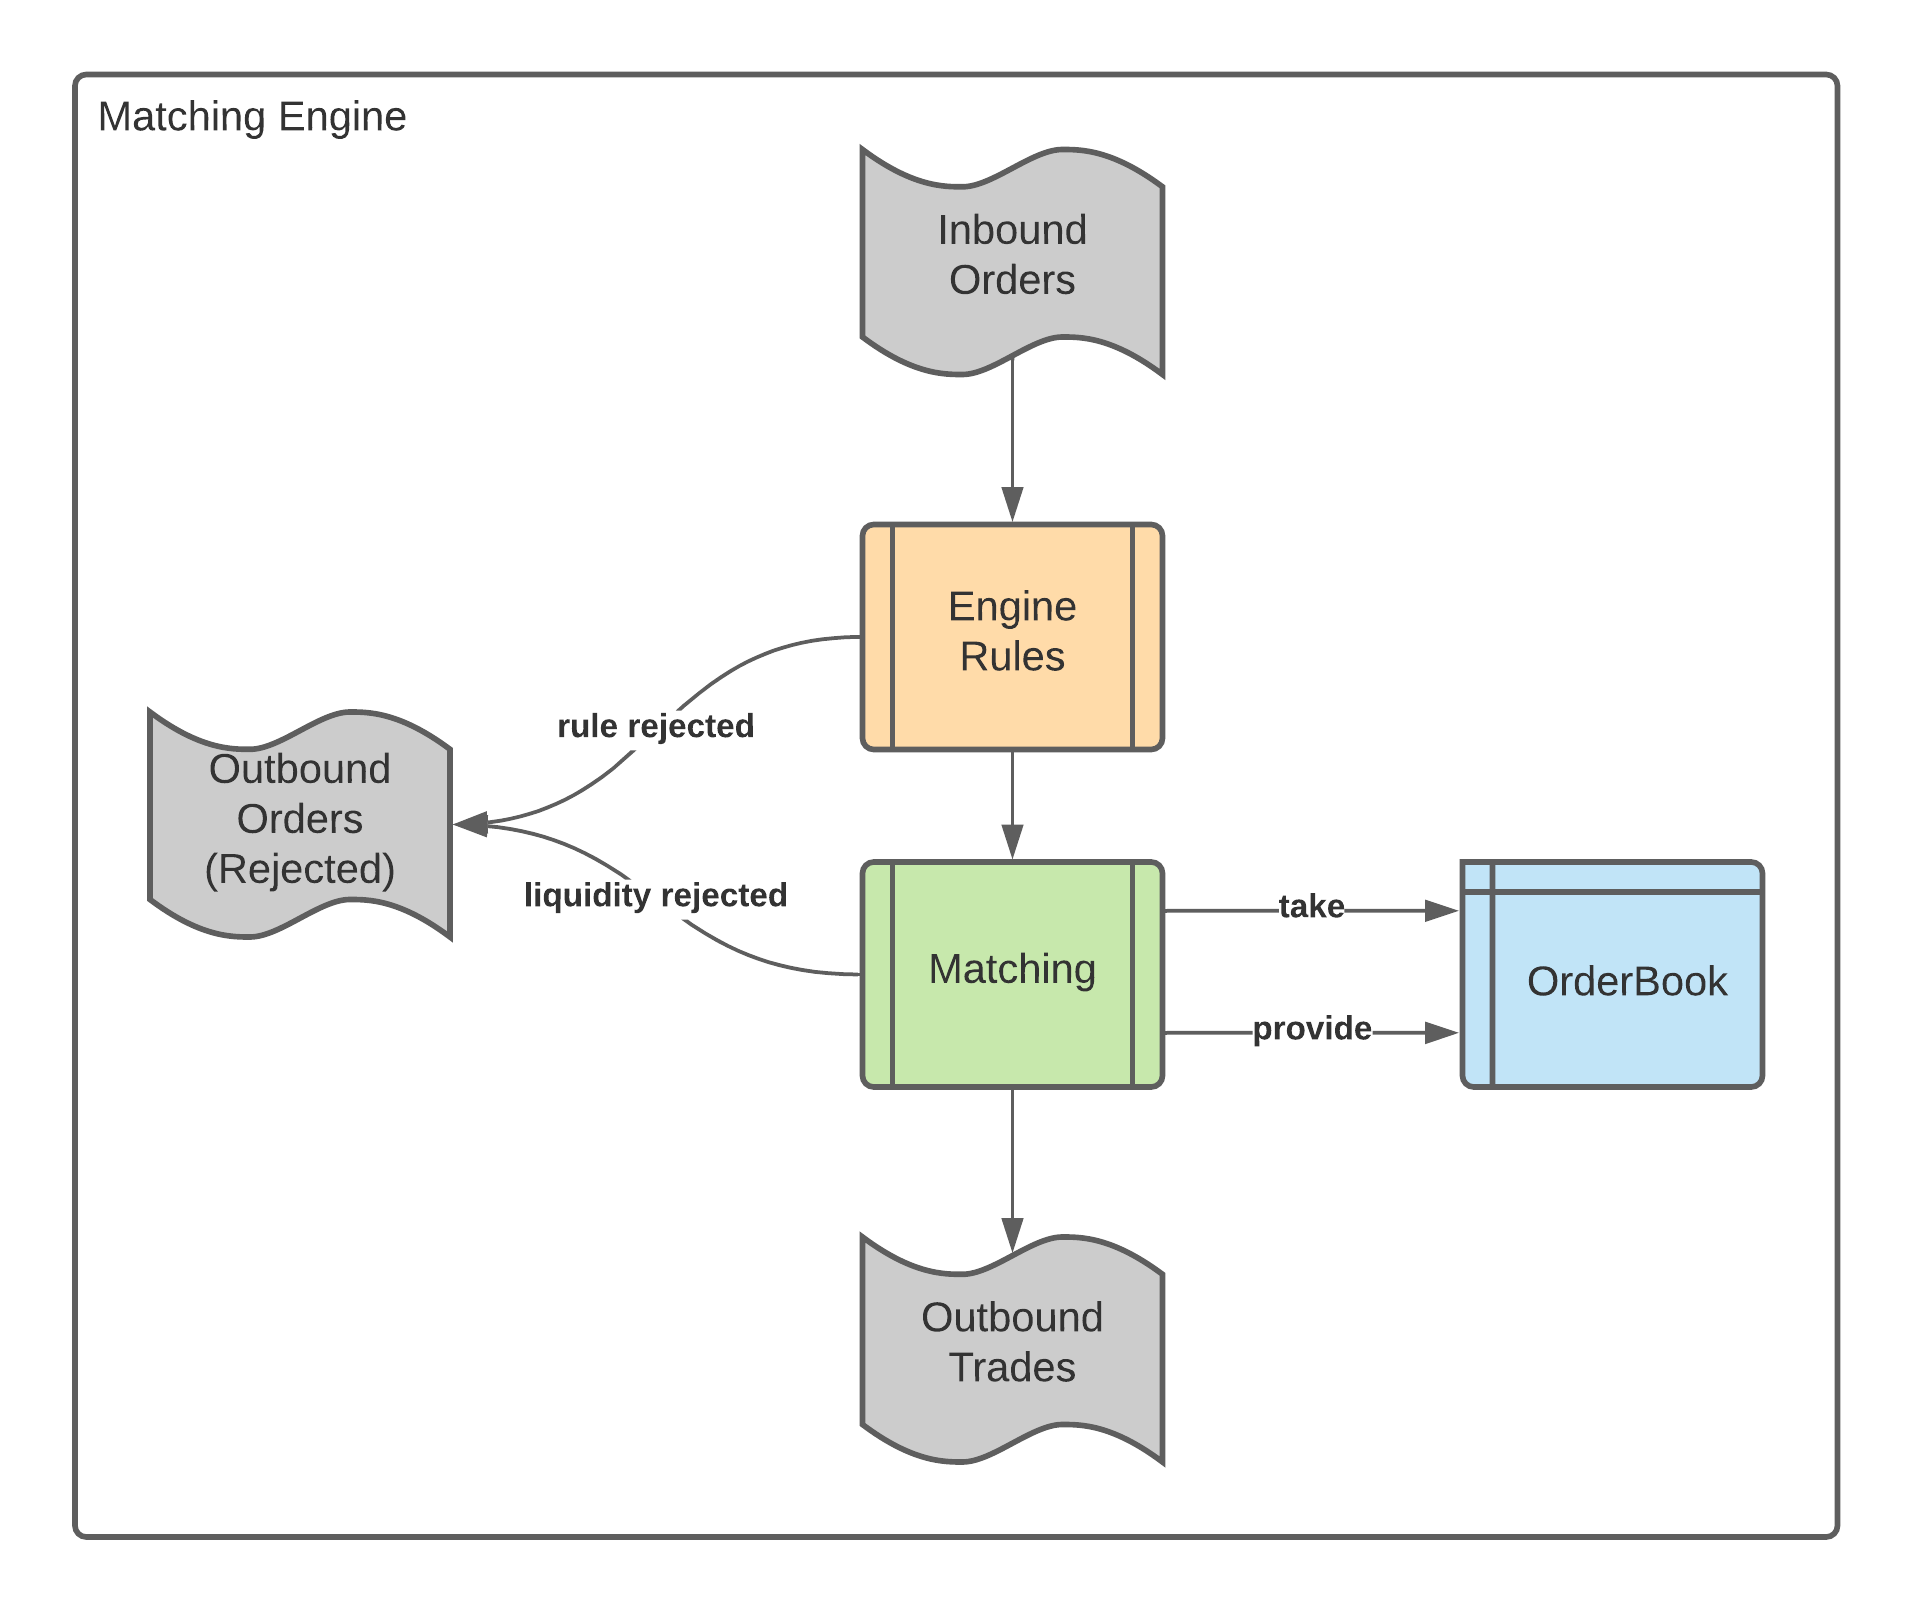 Matching Engine
Inbound
Orders
Engine
Rules
rule rejected
Outbound
Orders
(Rejected)
liquidity rejected
Matching
take
provide
OrderBook
Outbound
Trades